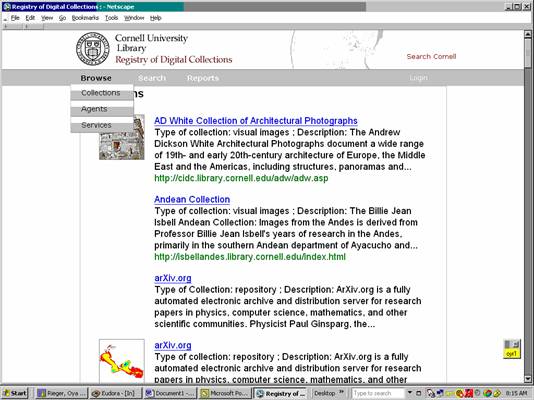 Registry of Digital Collections : - Netscape
File Edit View Go Bookmarks Tools Window Help
Cornell University
Library
Registry of Digital Collections
Search Cornell
Browse Search Reports Login
Collections
Agents
Services
ns
AD White Collection of Architectural Photographs
Type of collection: visual images ; Description: The Andrew
Dickson White Architectural Photographs document a wide range
of 19th- and early 20th-century architecture of Europe, the Middle
East and the Americas, including structures, panoramas and...
http://cidc.library.cornell.edu/adw/adw.asp
Andean Collection
Type of collection: visual images ; Description: The Billie Jean
Isbell Andean Collection: Images from the Andes is derived from
Professor Billie Jean Isbell's years of research in the Andes,
primarily in the southern Andean department of Ayacucho and...
http://isbellandes.library.cornell.edu/index.html
arXiv.org
Type of Collection: repository ; Description: ArXiv.org is a fully
automated electronic archive and distribution server for research
papers in physics, computer science, mathematics, and other
scientific communities. Physicist Paul Ginsparg, the...
arXiv.org
Type of collection: repository ; Description: ArXiv.org is a fully
automated electronic archive and distribution server for research
papers in physics, computer science, mathematics, and other
oyr1
Start Rieger, Oya ... Eudora - [In] Document1 - ... Microsoft Po... Registry of ... Desktop » Type to search 8:15 AM